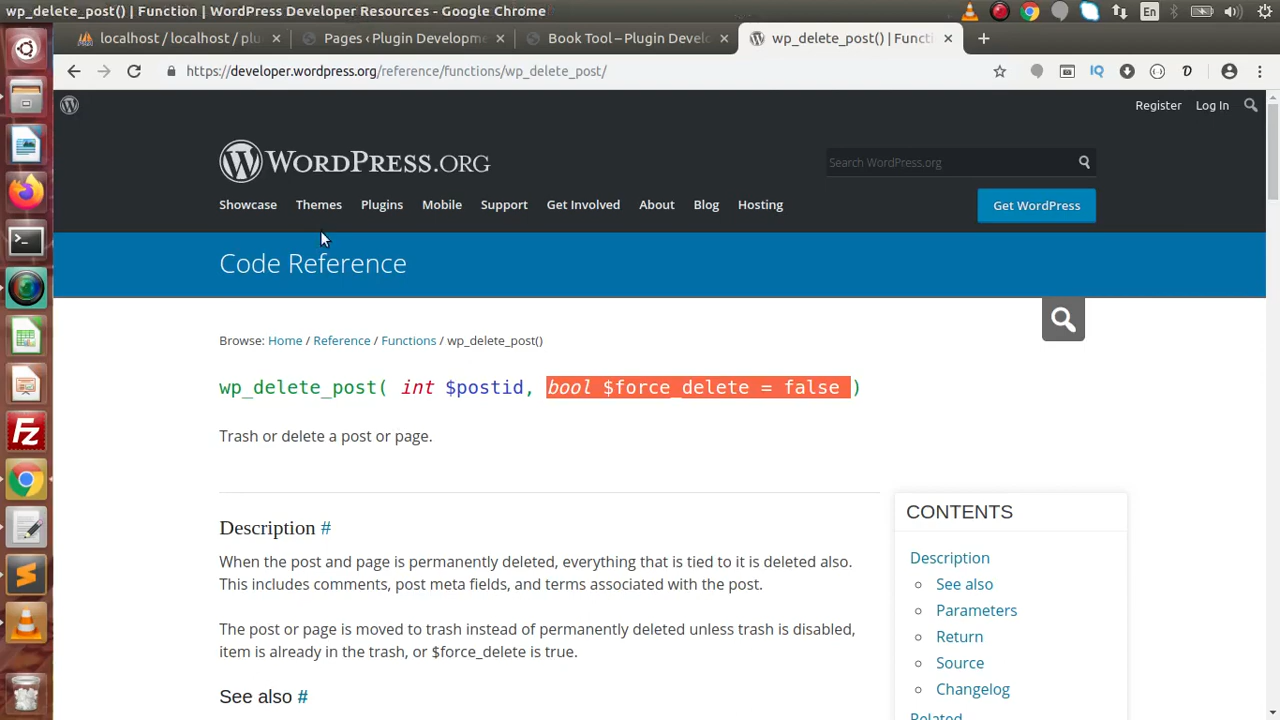 wp_delete_post() | Function | WordPress Developer Resources - Google Chrome
En
localhost / localhost / plu
Pages ‹ Plugin Developme
Book Tool – Plugin Develo
wp_delete_post() | Functi
https://developer.wordpress.org/reference/functions/wp_delete_post/
IQ
Register
Log In
WORDPRESS.ORG
Search WordPress.org
Showcase
Themes
Plugins
Mobile
Support
Get Involved
About
Blog
Hosting
Get WordPress
Code Reference
Browse: Home / Reference / Functions / wp_delete_post()
wp_delete_post( int $postid, bool $force_delete = false )
Trash or delete a post or page.
Description #
When the post and page is permanently deleted, everything that is tied to it is deleted also.
This includes comments, post meta fields, and terms associated with the post.
The post or page is moved to trash instead of permanently deleted unless trash is disabled,
item is already in the trash, or $force_delete is true.
See also #
CONTENTS
Description
See also
Parameters
Return
Source
Changelog
Related